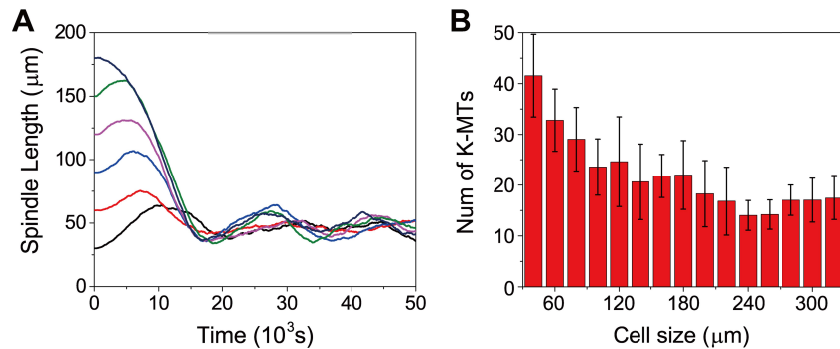 A
B
200
150
100
50
0
Spindle Length (μm)
0 10 20 30 40 50
Time (10³s)
50
40
30
20
10
0
Num of K-MTs
60 120 180 240 300
Cell size (μm)